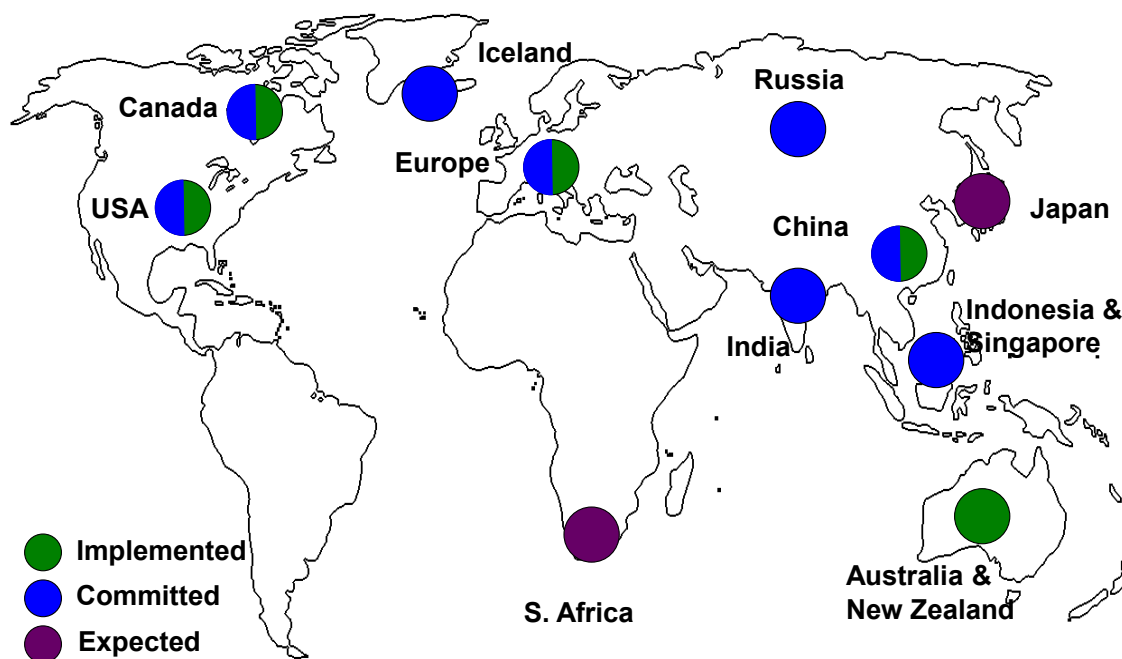 Iceland
Canada
Russia
Europe
USA
Japan
China
Indonesia &
Singapore
India
Implemented
Committed
Expected
S. Africa
Australia &
New Zealand